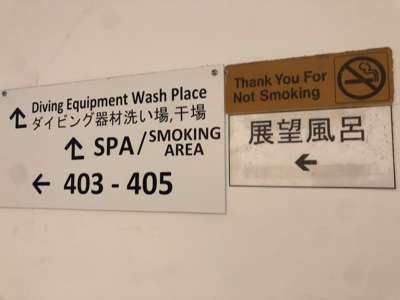 Diving Equipment Wash Place
ダイビング器材洗い場,干場
SPA/SMOKING AREA
403 - 405
Thank You For
Not Smoking
展望風呂